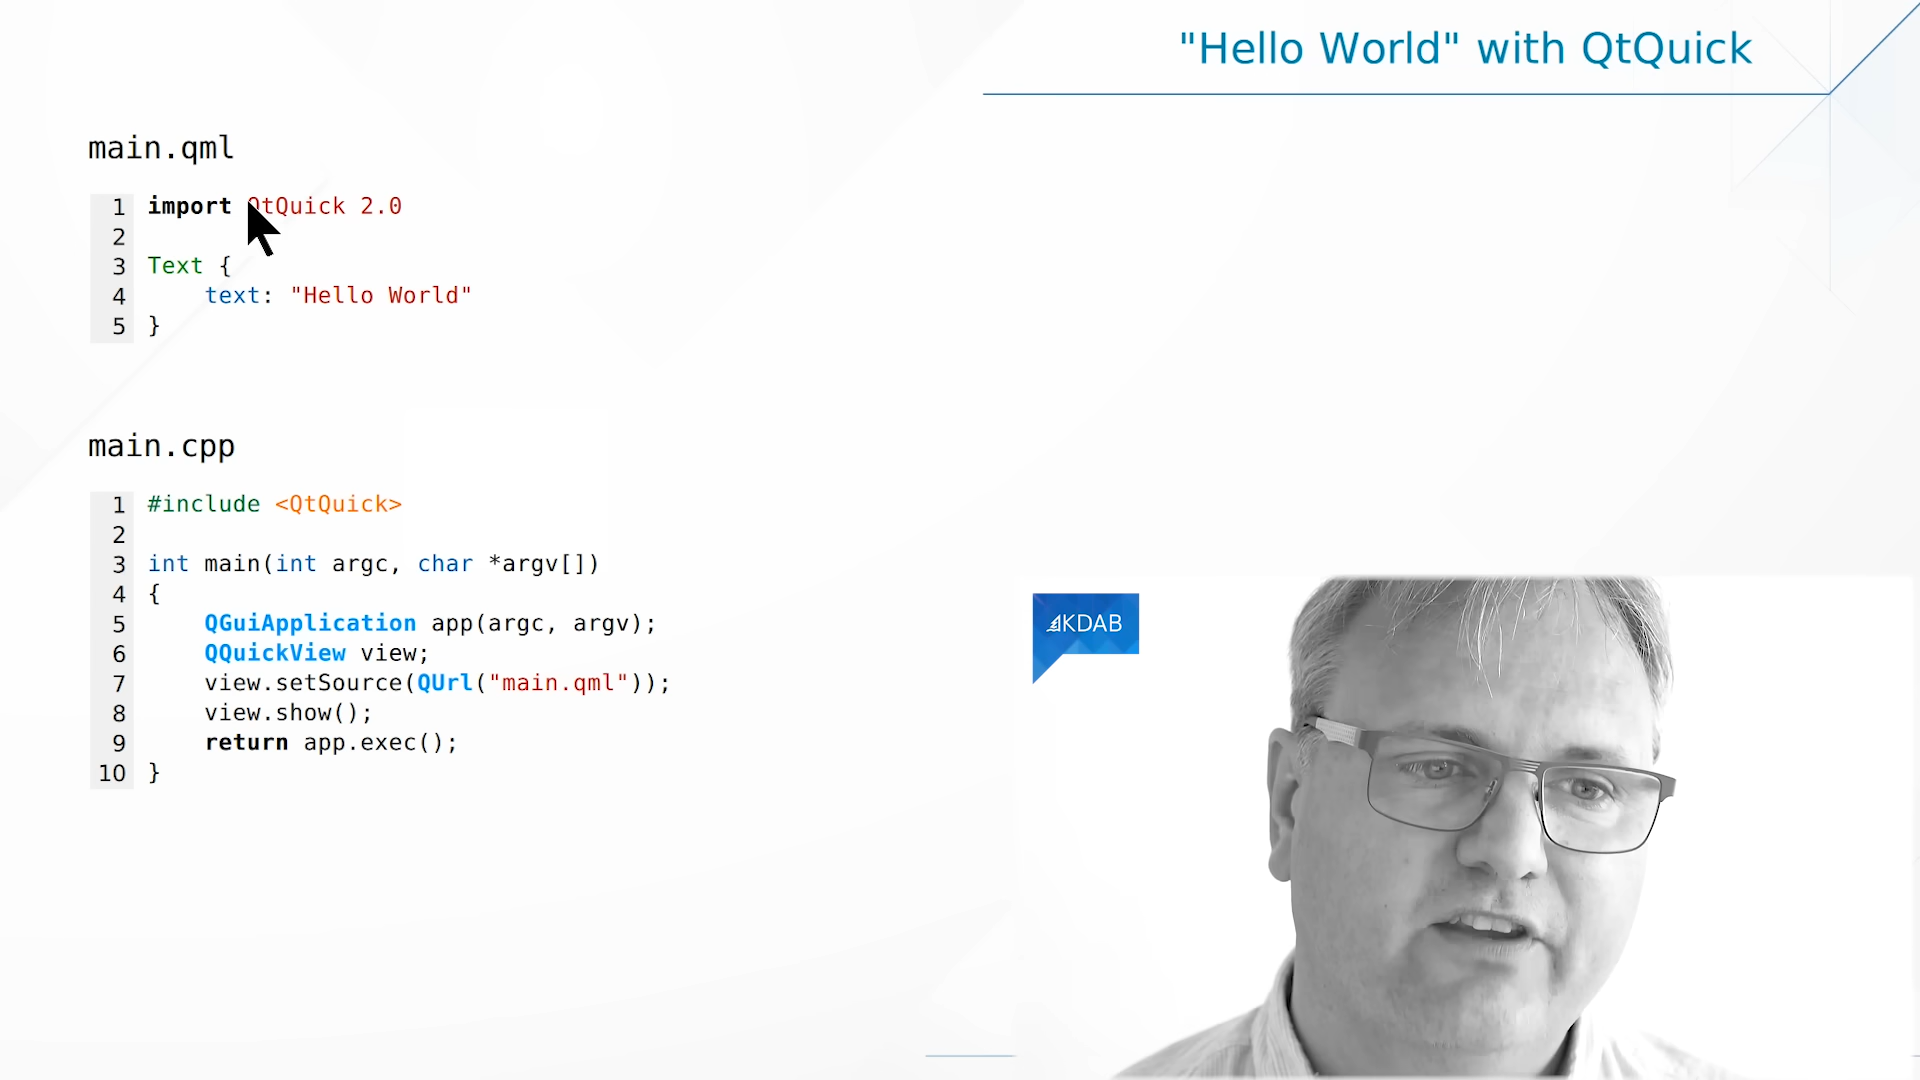 "Hello World" with QtQuick
main.qml
1 import QtQuick 2.0
2
3 Text {
4     text: "Hello World"
5 }
main.cpp
1 #include <QtQuick>
2
3 int main(int argc, char *argv[])
4 {
5     QGuiApplication app(argc, argv);
6     QQuickView view;
7     view.setSource(QUrl("main.qml"));
8     view.show();
9     return app.exec();
10 }
KDAB